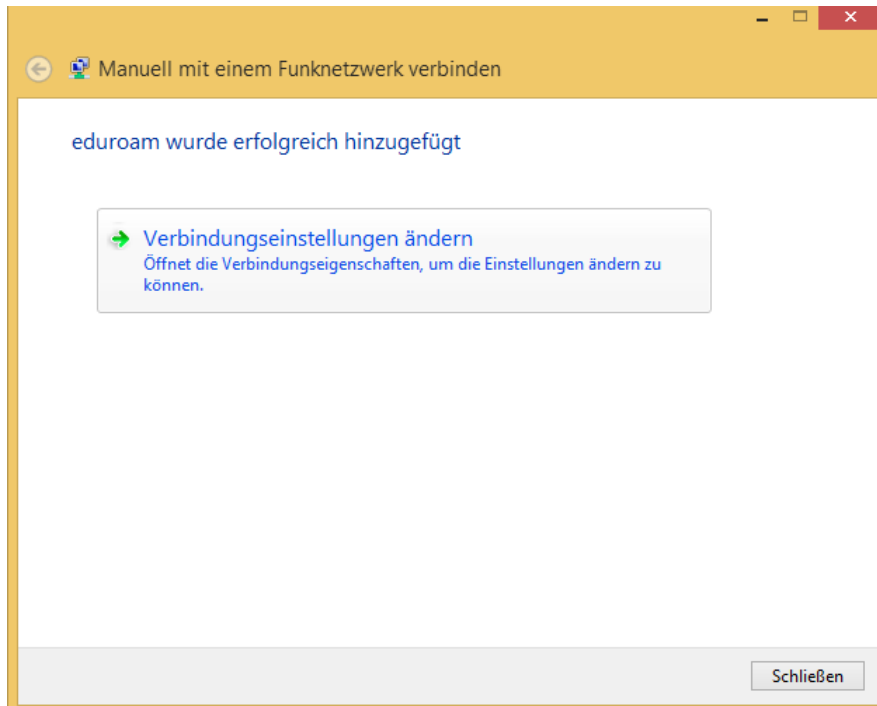 Manuell mit einem Funknetzwerk verbinden
eduroam wurde erfolgreich hinzugefügt
Verbindungseinstellungen ändern
Öffnet die Verbindungseigenschaften, um die Einstellungen ändern zu
können.
Schließen